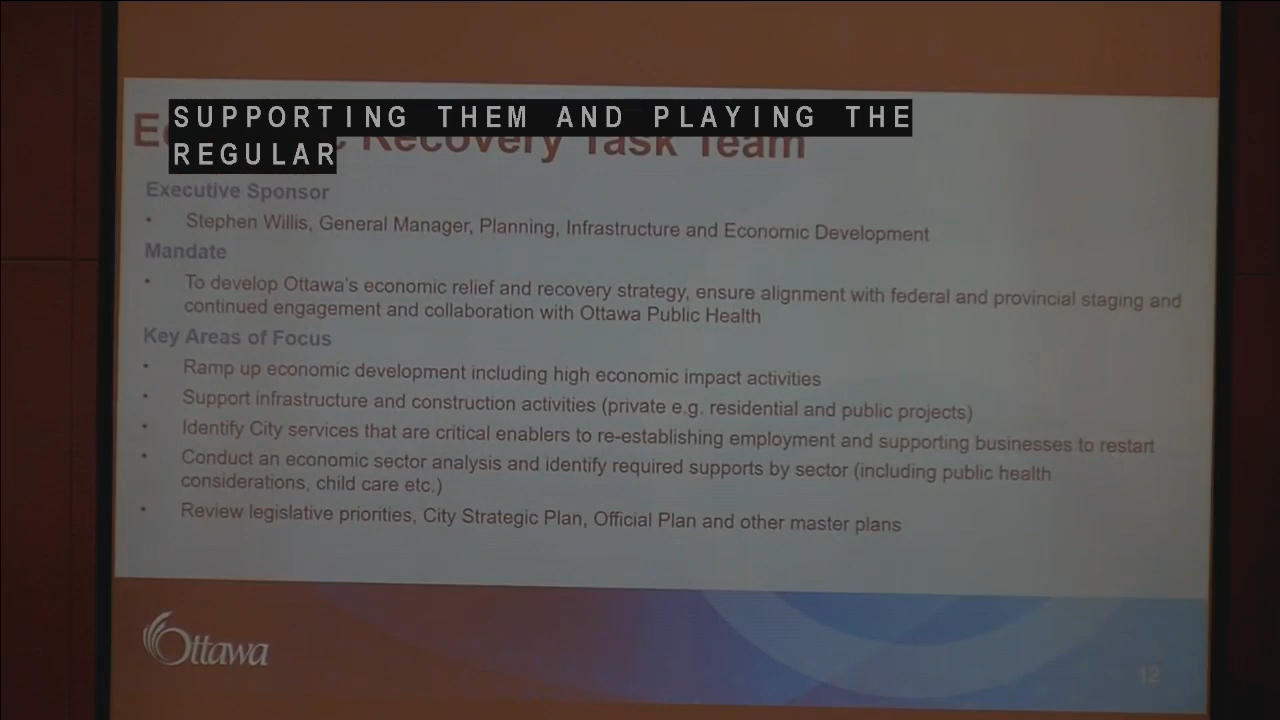 SUPPORTING THEM AND PLAYING THE
REGULAR
Recovery Task Team
Executive Sponsor
• Stephen Willis, General Manager, Planning, Infrastructure and Economic Development
Mandate
• To develop Ottawa's economic relief and recovery strategy, ensure alignment with federal and provincial staging and
continued engagement and collaboration with Ottawa Public Health
Key Areas of Focus
• Ramp up economic development including high economic impact activities
• Support infrastructure and construction activities (private e.g. residential and public projects)
• Identify City services that are critical enablers to re-establishing employment and supporting businesses to restart
• Conduct an economic sector analysis and identify required supports by sector (including public health
considerations, child care etc.)
• Review legislative priorities, City Strategic Plan, Official Plan and other master plans
Ottawa
12